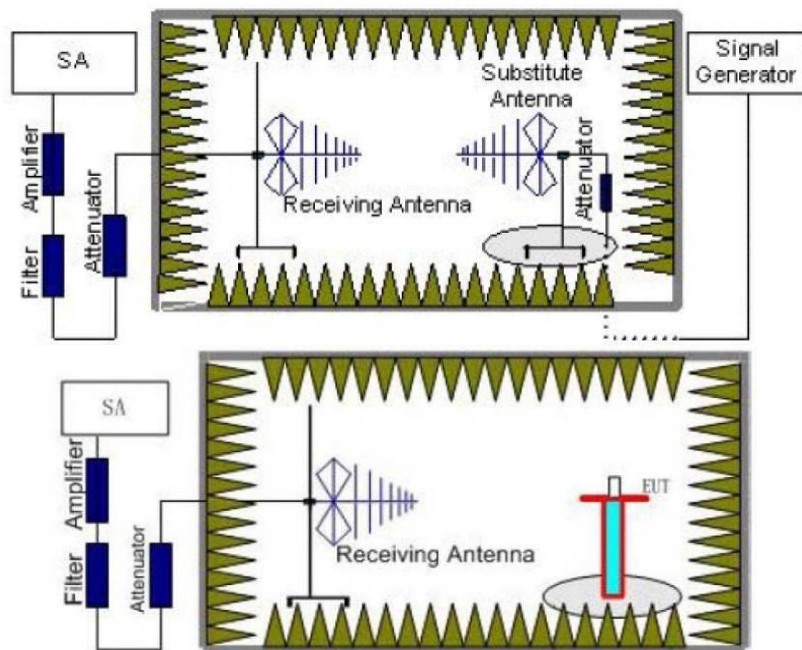 SA
Signal
Generator
Substitute
Antenna
Amplifier
Attenuator
Attenuator
Receiving Antenna
Filter
SA
Amplifier
EUT
Receiving Antenna
Filter
Attenuator